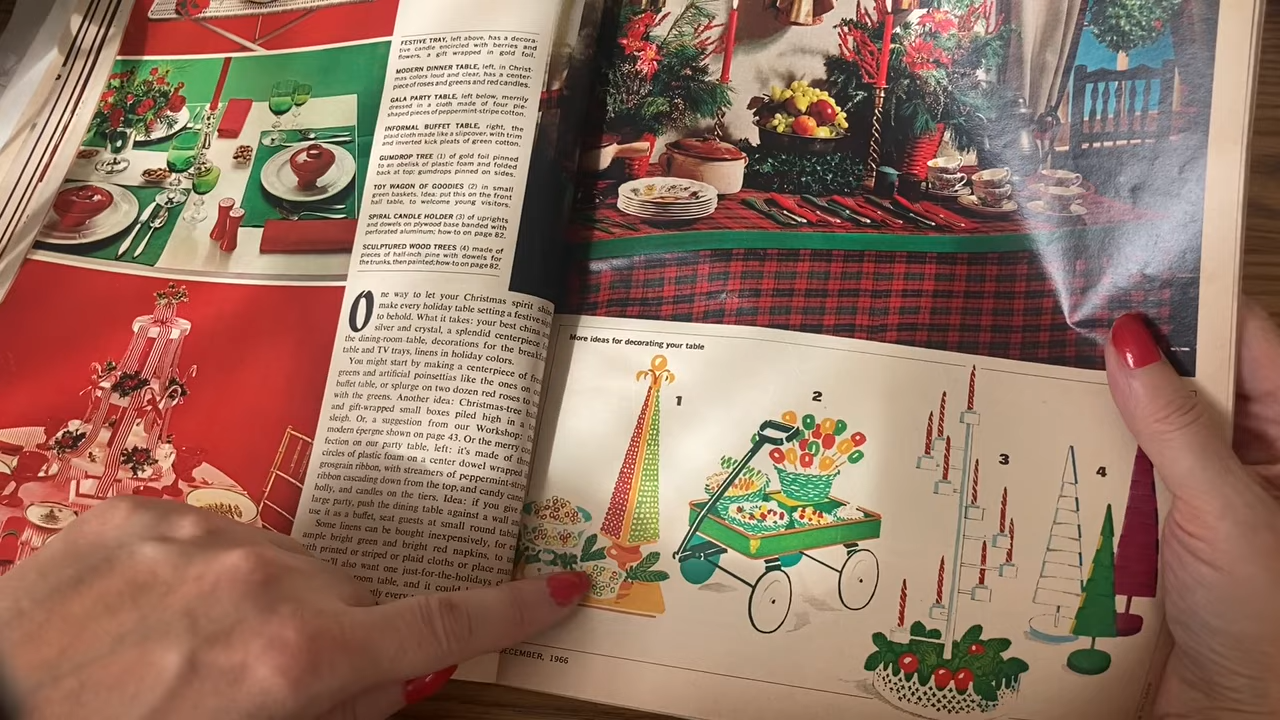 FESTIVE TRAY, left above, has a decora-
tive candle encircled with berries and
flowers, a gift wrapped in gold foil.
MODERN DINNER TABLE, left, in Christ-
mas colors loud and clear, has a center-
piece of roses and greens and red candles.
GALA PARTY TABLE, left below, merrily
dressed in a cloth made of four pie-
shaped pieces of peppermint-stripe cotton.
INFORMAL BUFFET TABLE, right, the
plaid cloth made like a slipcover, with trim
and inverted kick pleats of green cotton.
GUMDROP TREE (1) of gold foil pinned
to an obelisk of plastic foam and folded
back at top; gumdrops pinned on sides.
TOY WAGON OF GOODIES (2) in small
green baskets. Idea: put this on the front
hall table, to welcome young visitors.
SPIRAL CANDLE HOLDER (3) of uprights
and dowels on plywood base banded with
perforated aluminum; how-to on page 82.
SCULPTURED WOOD TREES (4) made of
pieces of half-inch pine with dowels for
the trunks, then painted; how-to on page 82.
One way to let your Christmas spirit
make every holiday table setting a festive
to behold. What it takes: your best china
silver and crystal, a splendid centerpiece
the dining-room-table, decorations for the
table and TV trays, linens in holiday colors.
You might start by making a centerpiece of
greens and artificial poinsettias like the ones on
buffet table, or splurge on two dozen red roses to
with the greens. Another idea: Christmas-tree
and gift-wrapped small boxes piled high in a
sleigh. Or, a suggestion from our Workshop:
modern épergne shown on page 43. Or the merry
fection on our party table, left: it's made of
circles of plastic foam on a center dowel wrapped
grosgrain ribbon, with streamers of peppermint-
ribbon cascading down from the top, and candy
holly, and candles on the tiers. Idea: if you
large party, push the dining table against a wall
use it as a buffet, seat guests at small round
Some linens can be bought inexpensively, for
ample bright green and bright red napkins, to
with printed or striped or plaid cloths or place
also want one just-for-the-holidays
room table, and it could
every
More ideas for decorating your table
1
2
3
4
DECEMBER, 1966